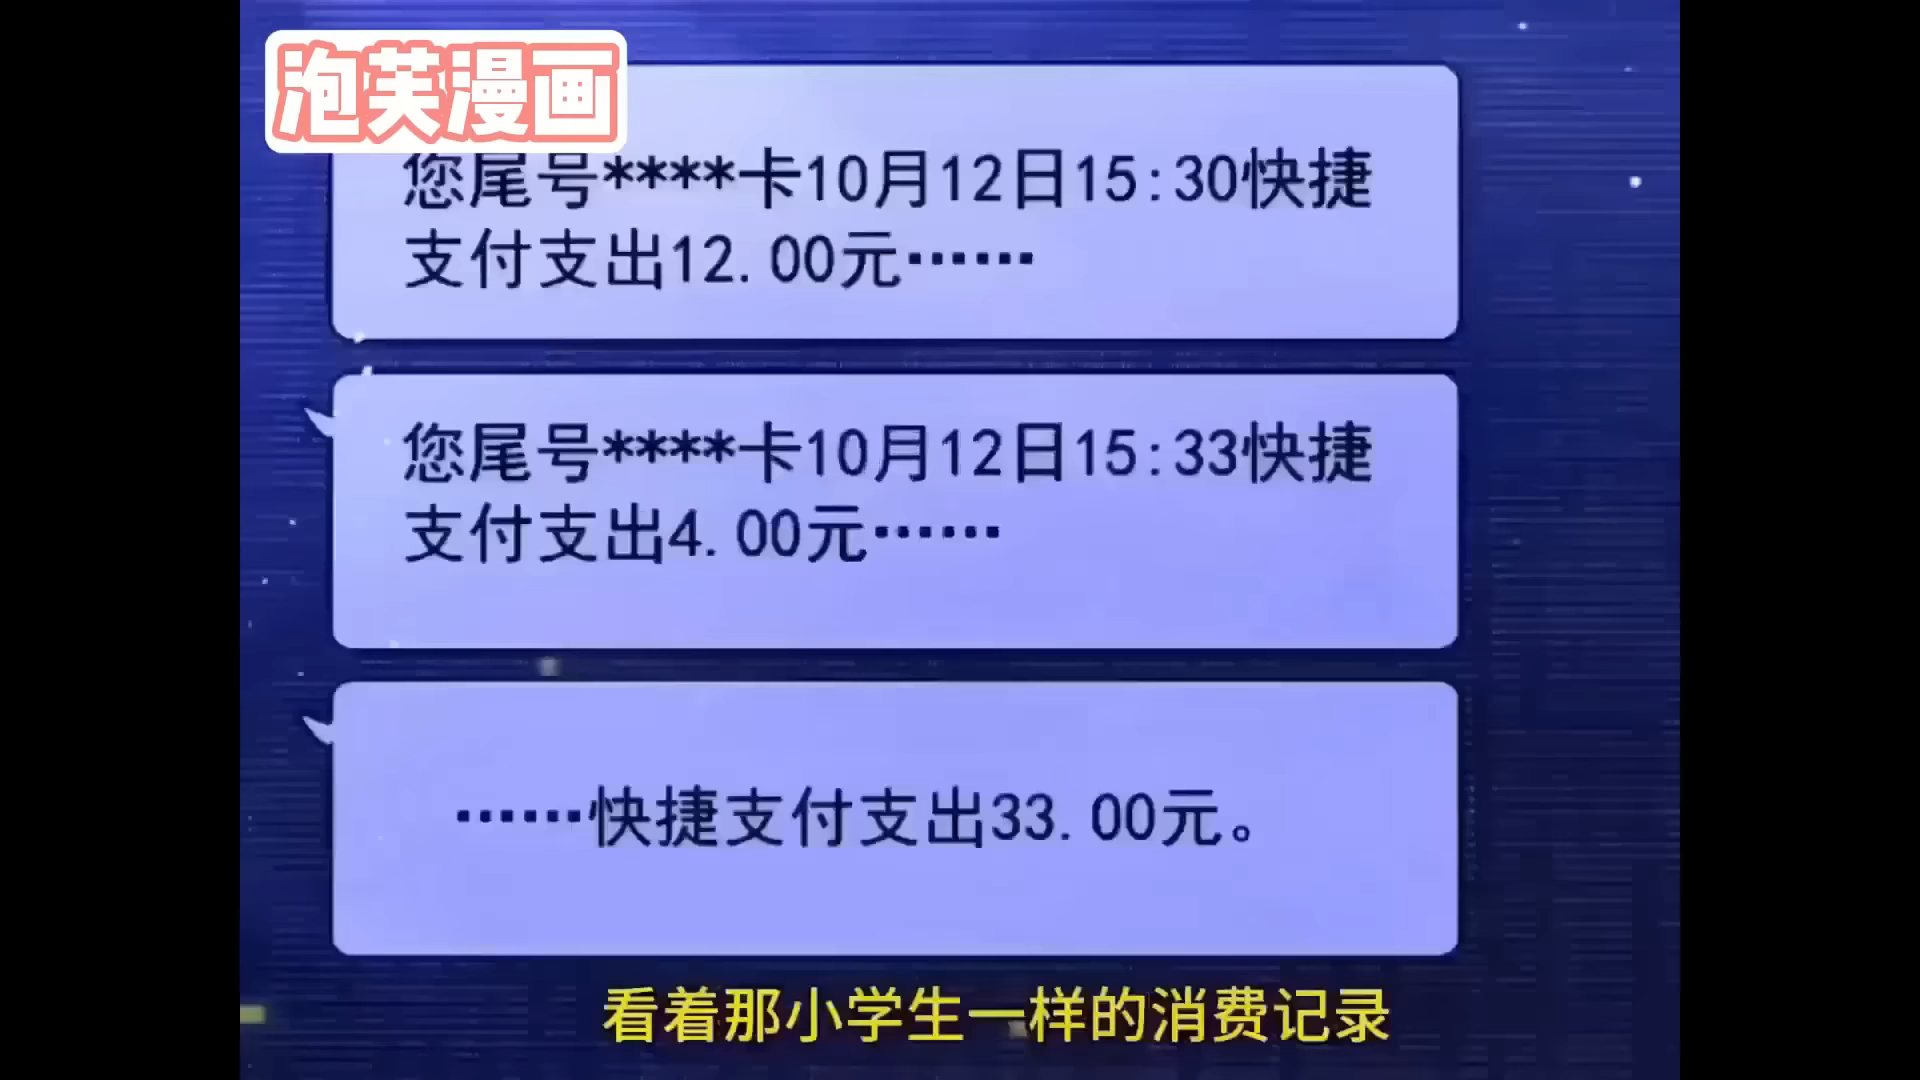 泡芙漫画
您尾号****卡10月12日15:30快捷
支付支出12.00元……
您尾号****卡10月12日15:33快捷
支付支出4.00元……
……快捷支付支出33.00元。
看着那小学生一样的消费记录